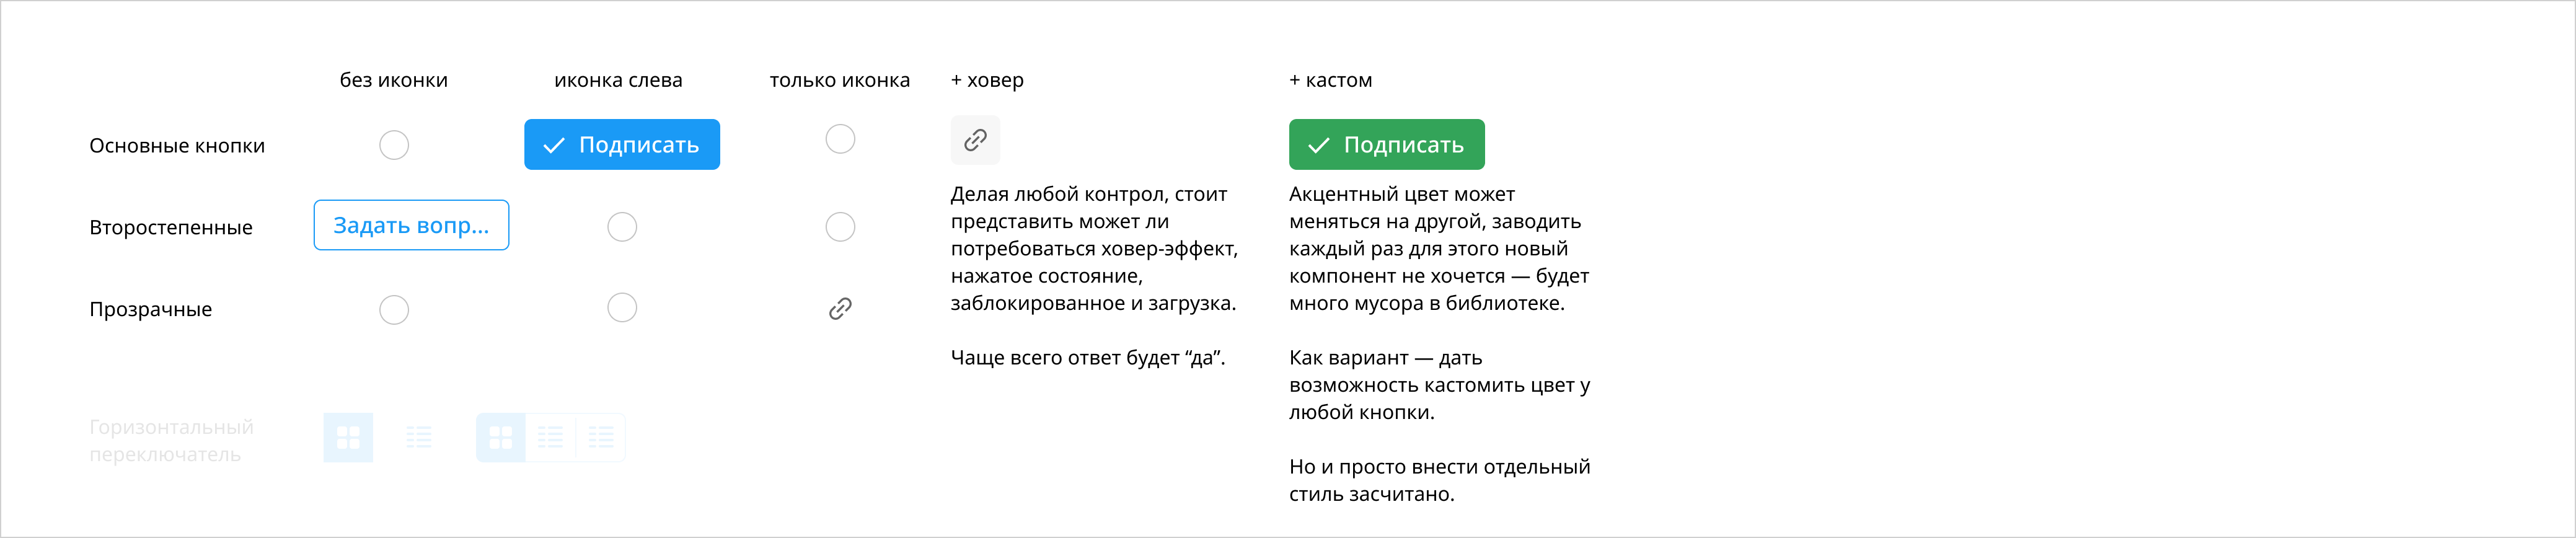 без иконки
иконка слева
только иконка
+ ховер
+ кастом
Основные кнопки
Подписать
Подписать
Второстепенные
Задать вопр...
Прозрачные
Горизонтальный
переключатель
Делая любой контрол, стоит
представить может ли
потребоваться ховер-эффект,
нажатое состояние,
заблокированное и загрузка.
Чаще всего ответ будет “да”.
Акцентный цвет может
меняться на другой, заводить
каждый раз для этого новый
компонент не хочется — будет
много мусора в библиотеке.
Как вариант — дать
возможность кастомить цвет у
любой кнопки.
Но и просто внести отдельный
стиль засчитано.